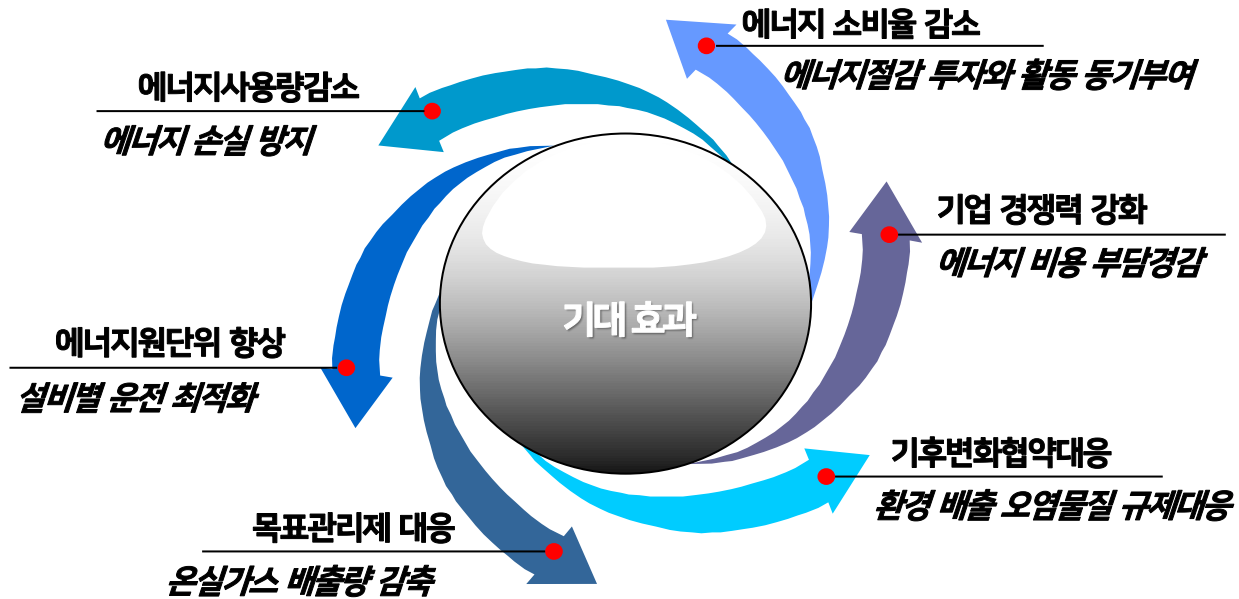 에너지 소비율 감소
에너지절감 투자와 활동 동기부여
에너지사용량감소
에너지 손실 방지
기업 경쟁력 강화
에너지 비용 부담경감
기대 효과
에너지원단위 향상
설비별 운전 최적화
기후변화협약대응
환경 배출 오염물질 규제대응
목표관리제 대응
온실가스 배출량 감축